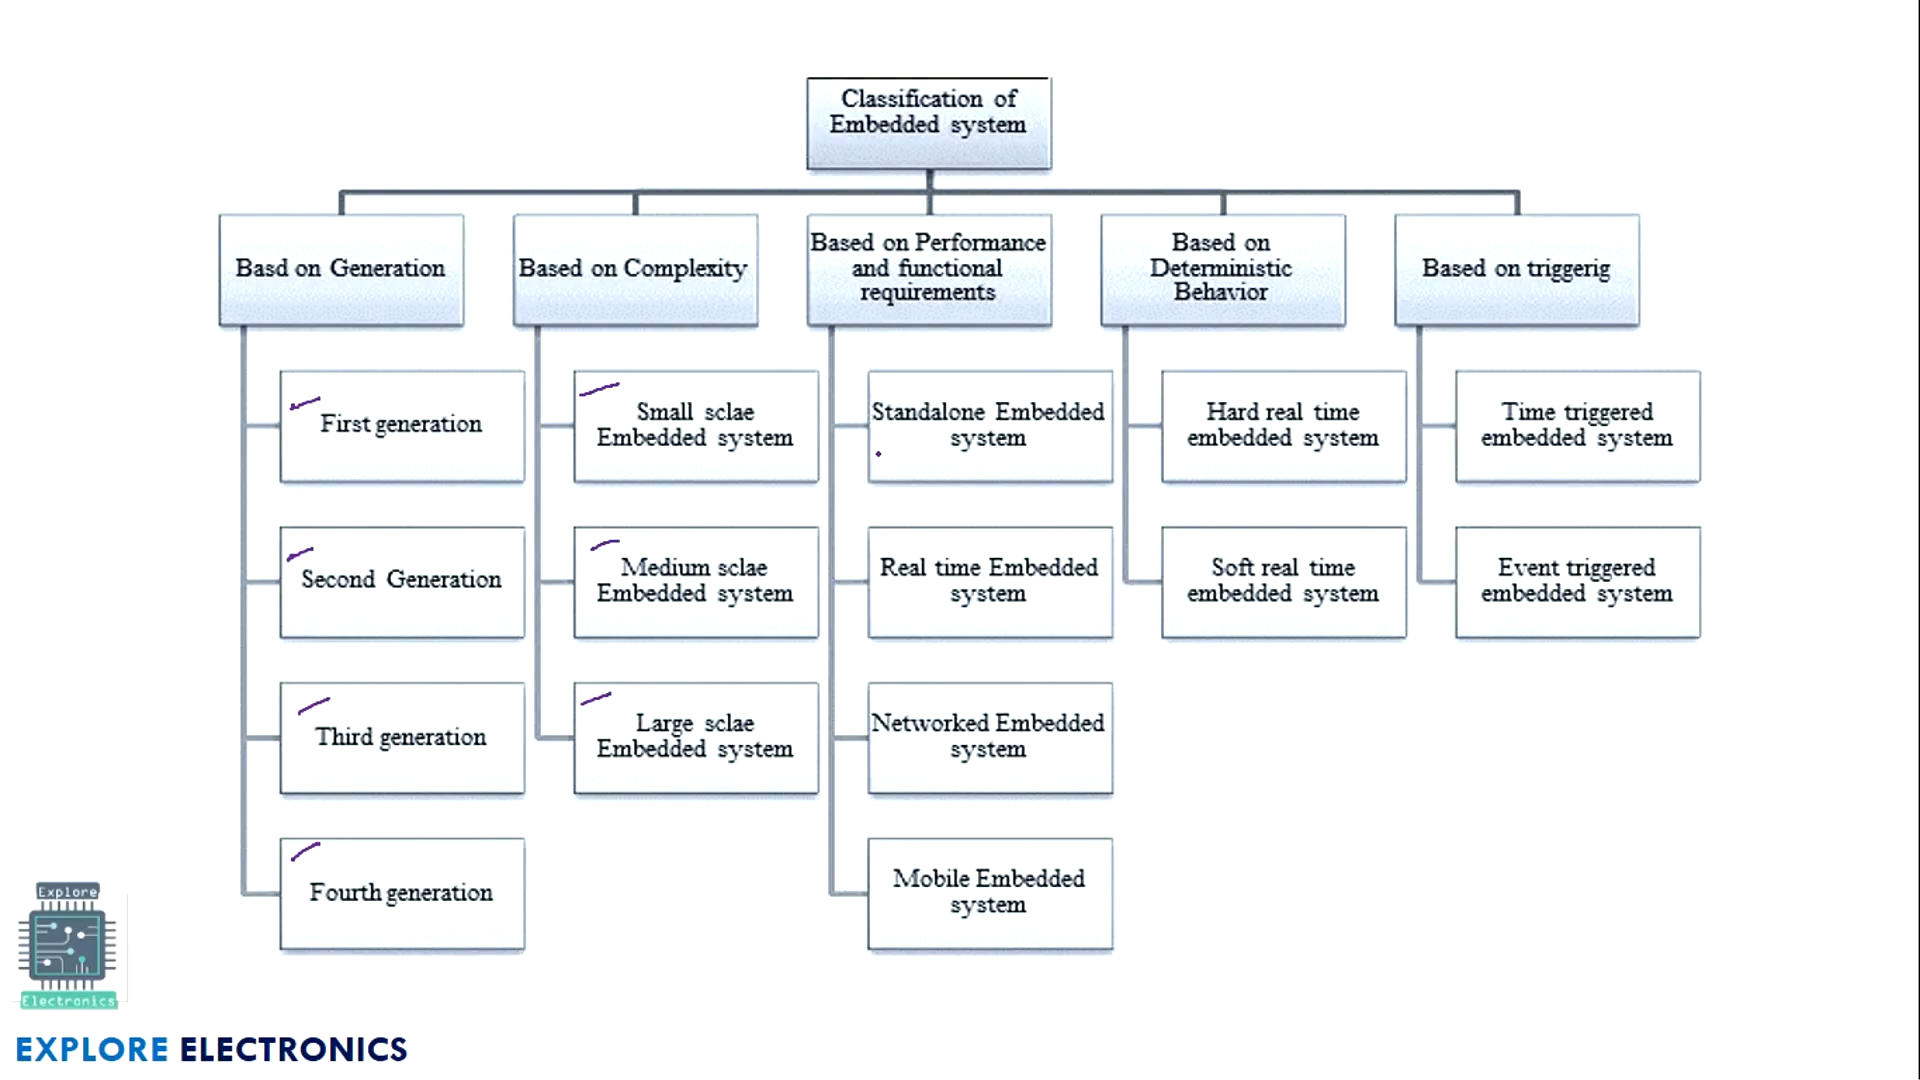 Classification of
Embedded system
Basd on Generation
Based on Complexity
Based on Performance
and functional
requirements
Based on
Deterministic
Behavior
Based on triggerig
First generation
Second Generation
Third generation
Fourth generation
Small sclae
Embedded system
Medium sclae
Embedded system
Large sclae
Embedded system
Standalone Embedded
system
Real time Embedded
system
Networked Embedded
system
Mobile Embedded
system
Hard real time
embedded system
Soft real time
embedded system
Time triggered
embedded system
Event triggered
embedded system
Explore
Electronics
EXPLORE ELECTRONICS